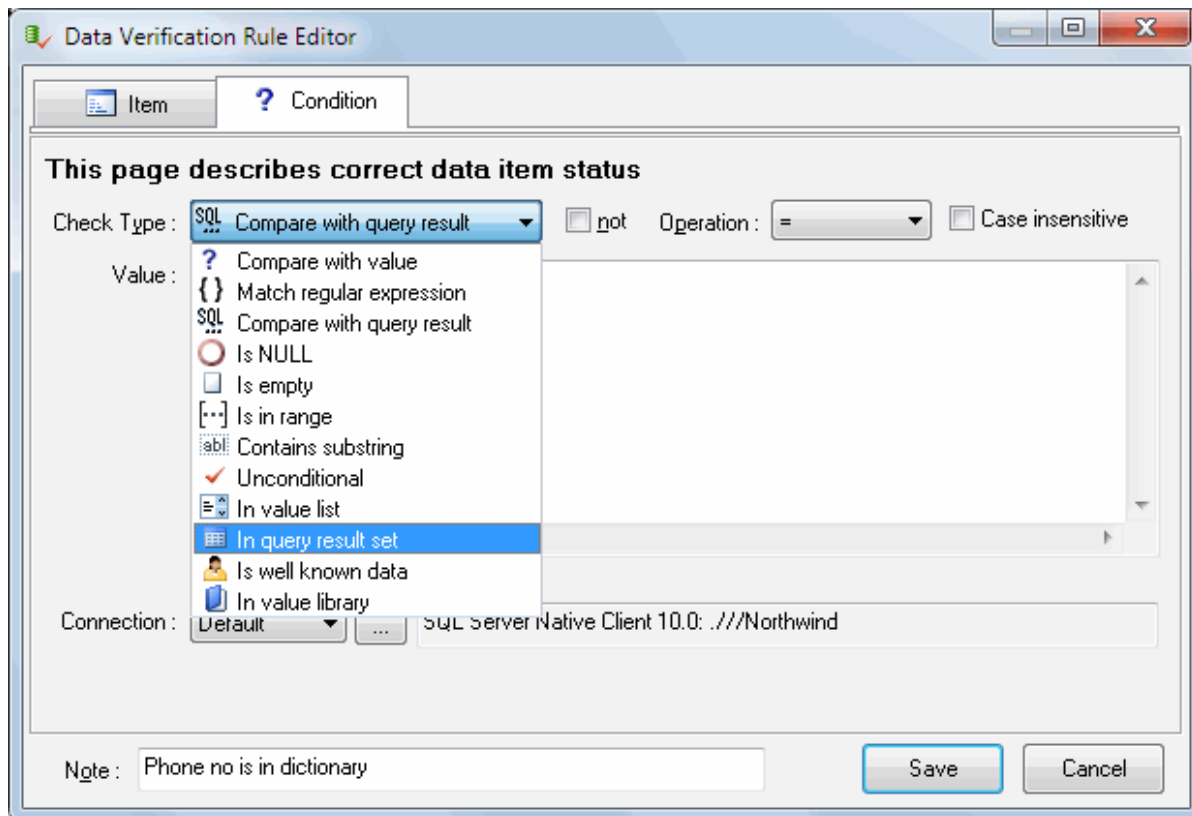 Data Verification Rule Editor
Item
? Condition
This page describes correct data item status
Check Type : SQL Compare with query result not Operation : = Case insensitive
Value :
? Compare with value
{} Match regular expression
SQL Compare with query result
Is NULL
Is empty
[...] Is in range
abl Contains substring
Unconditional
In value list
In query result set
Is well known data
In value library
Connection : Default ... SQL Server Native Client 10.0: .///Northwind
Note : Phone no is in dictionary Save Cancel